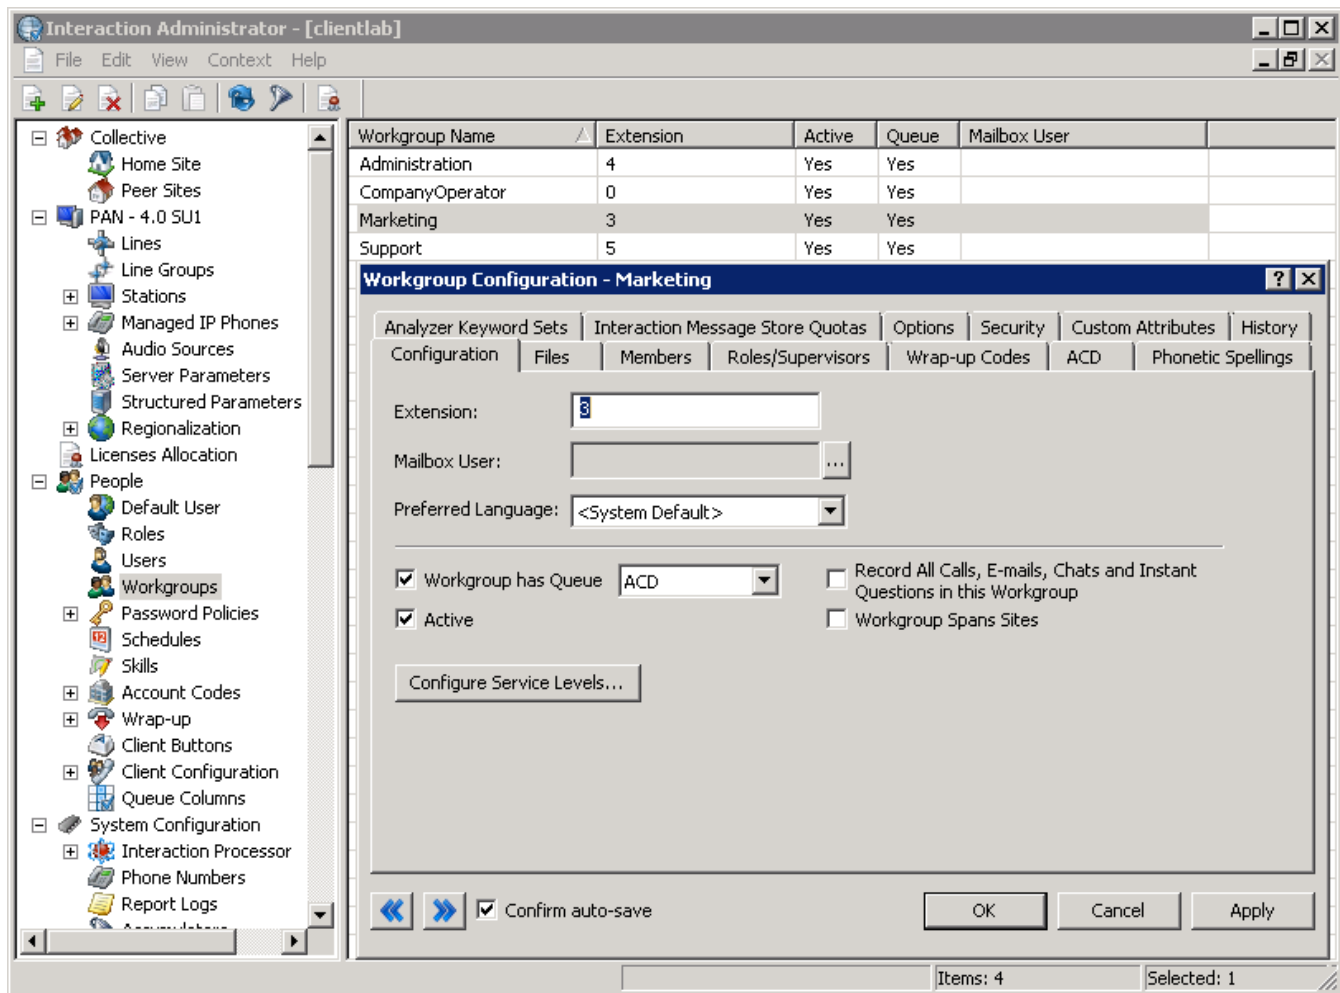 Interaction Administrator - [clientlab]
File Edit View Context Help
Collective
Home Site
Peer Sites
PAN - 4.0 SU1
Lines
Line Groups
Stations
Managed IP Phones
Audio Sources
Server Parameters
Structured Parameters
Regionalization
Licenses Allocation
People
Default User
Roles
Users
Workgroups
Password Policies
Schedules
Skills
Account Codes
Wrap-up
Client Buttons
Client Configuration
Queue Columns
System Configuration
Interaction Processor
Phone Numbers
Report Logs
Accumulators
Workgroup Name Extension Active Queue Mailbox User
Administration 4 Yes Yes
CompanyOperator 0 Yes Yes
Marketing 3 Yes Yes
Support 5 Yes Yes
Workgroup Configuration - Marketing
Analyzer Keyword Sets Interaction Message Store Quotas Options Security Custom Attributes History
Configuration Files Members Roles/Supervisors Wrap-up Codes ACD Phonetic Spellings
Extension: 3
Mailbox User: ...
Preferred Language: <System Default>
Workgroup has Queue ACD
Record All Calls, E-mails, Chats and Instant
Questions in this Workgroup
Active Workgroup Spans Sites
Configure Service Levels...
Confirm auto-save OK Cancel Apply
Items: 4 Selected: 1